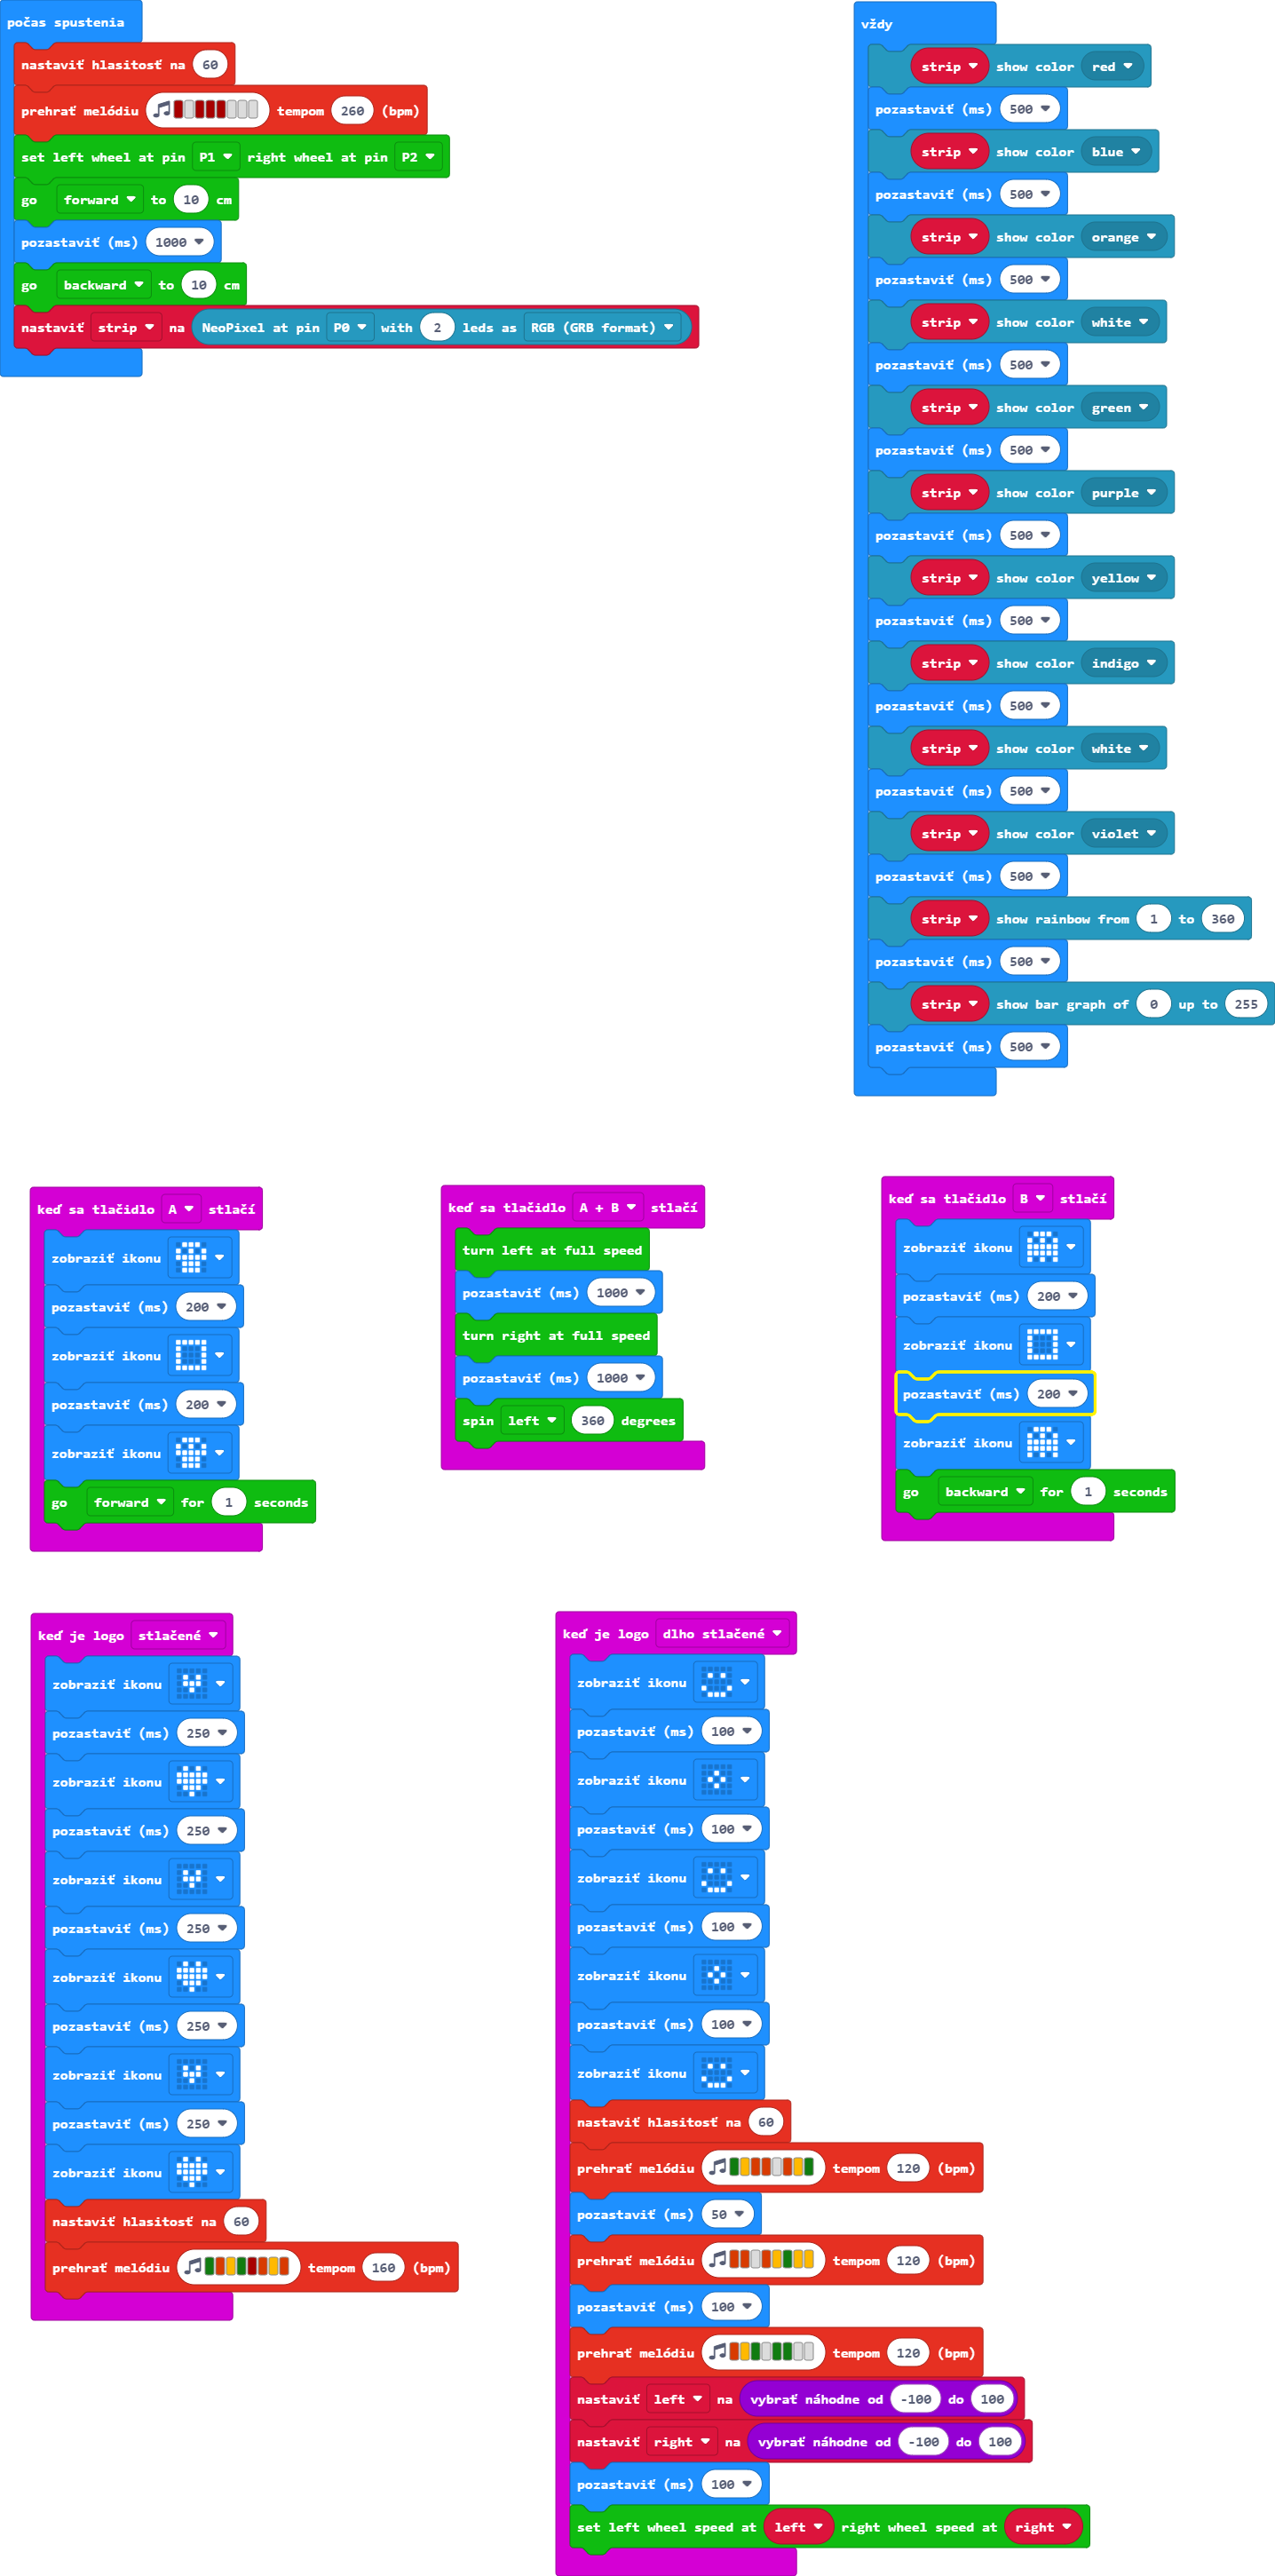 počas spustenia
nastaviť hlasitosť na 60
prehrať melódiu tempom 260 (bpm)
set left wheel at pin P1 right wheel at pin P2
go forward to 10 cm
pozastaviť (ms) 1000
go backward to 10 cm
nastaviť strip na NeoPixel at pin P0 with 2 leds as RGB (GRB format)
vždy
strip show color red
pozastaviť (ms) 500
strip show color blue
pozastaviť (ms) 500
strip show color orange
pozastaviť (ms) 500
strip show color white
pozastaviť (ms) 500
strip show color green
pozastaviť (ms) 500
strip show color purple
pozastaviť (ms) 500
strip show color yellow
pozastaviť (ms) 500
strip show color indigo
pozastaviť (ms) 500
strip show color white
pozastaviť (ms) 500
strip show color violet
pozastaviť (ms) 500
strip show rainbow from 1 to 360
pozastaviť (ms) 500
strip show bar graph of 0 up to 255
pozastaviť (ms) 500
keď sa tlačidlo A stlačí
zobraziť ikonu
pozastaviť (ms) 200
zobraziť ikonu
pozastaviť (ms) 200
zobraziť ikonu
go forward for 1 seconds
keď sa tlačidlo A + B stlačí
turn left at full speed
pozastaviť (ms) 1000
turn right at full speed
pozastaviť (ms) 1000
spin left 360 degrees
keď sa tlačidlo B stlačí
zobraziť ikonu
pozastaviť (ms) 200
zobraziť ikonu
pozastaviť (ms) 200
zobraziť ikonu
go backward for 1 seconds
keď je logo stlačené
zobraziť ikonu
pozastaviť (ms) 250
zobraziť ikonu
pozastaviť (ms) 250
zobraziť ikonu
pozastaviť (ms) 250
zobraziť ikonu
pozastaviť (ms) 250
zobraziť ikonu
pozastaviť (ms) 250
zobraziť ikonu
nastaviť hlasitosť na 60
prehrať melódiu tempom 160 (bpm)
keď je logo dlho stlačené
zobraziť ikonu
pozastaviť (ms) 100
zobraziť ikonu
pozastaviť (ms) 100
zobraziť ikonu
pozastaviť (ms) 100
zobraziť ikonu
pozastaviť (ms) 100
zobraziť ikonu
nastaviť hlasitosť na 60
prehrať melódiu tempom 120 (bpm)
pozastaviť (ms) 50
prehrať melódiu tempom 120 (bpm)
pozastaviť (ms) 100
prehrať melódiu tempom 120 (bpm)
nastaviť left na vybrať náhodne od -100 do 100
nastaviť right na vybrať náhodne od -100 do 100
pozastaviť (ms) 100
set left wheel speed at left right wheel speed at right